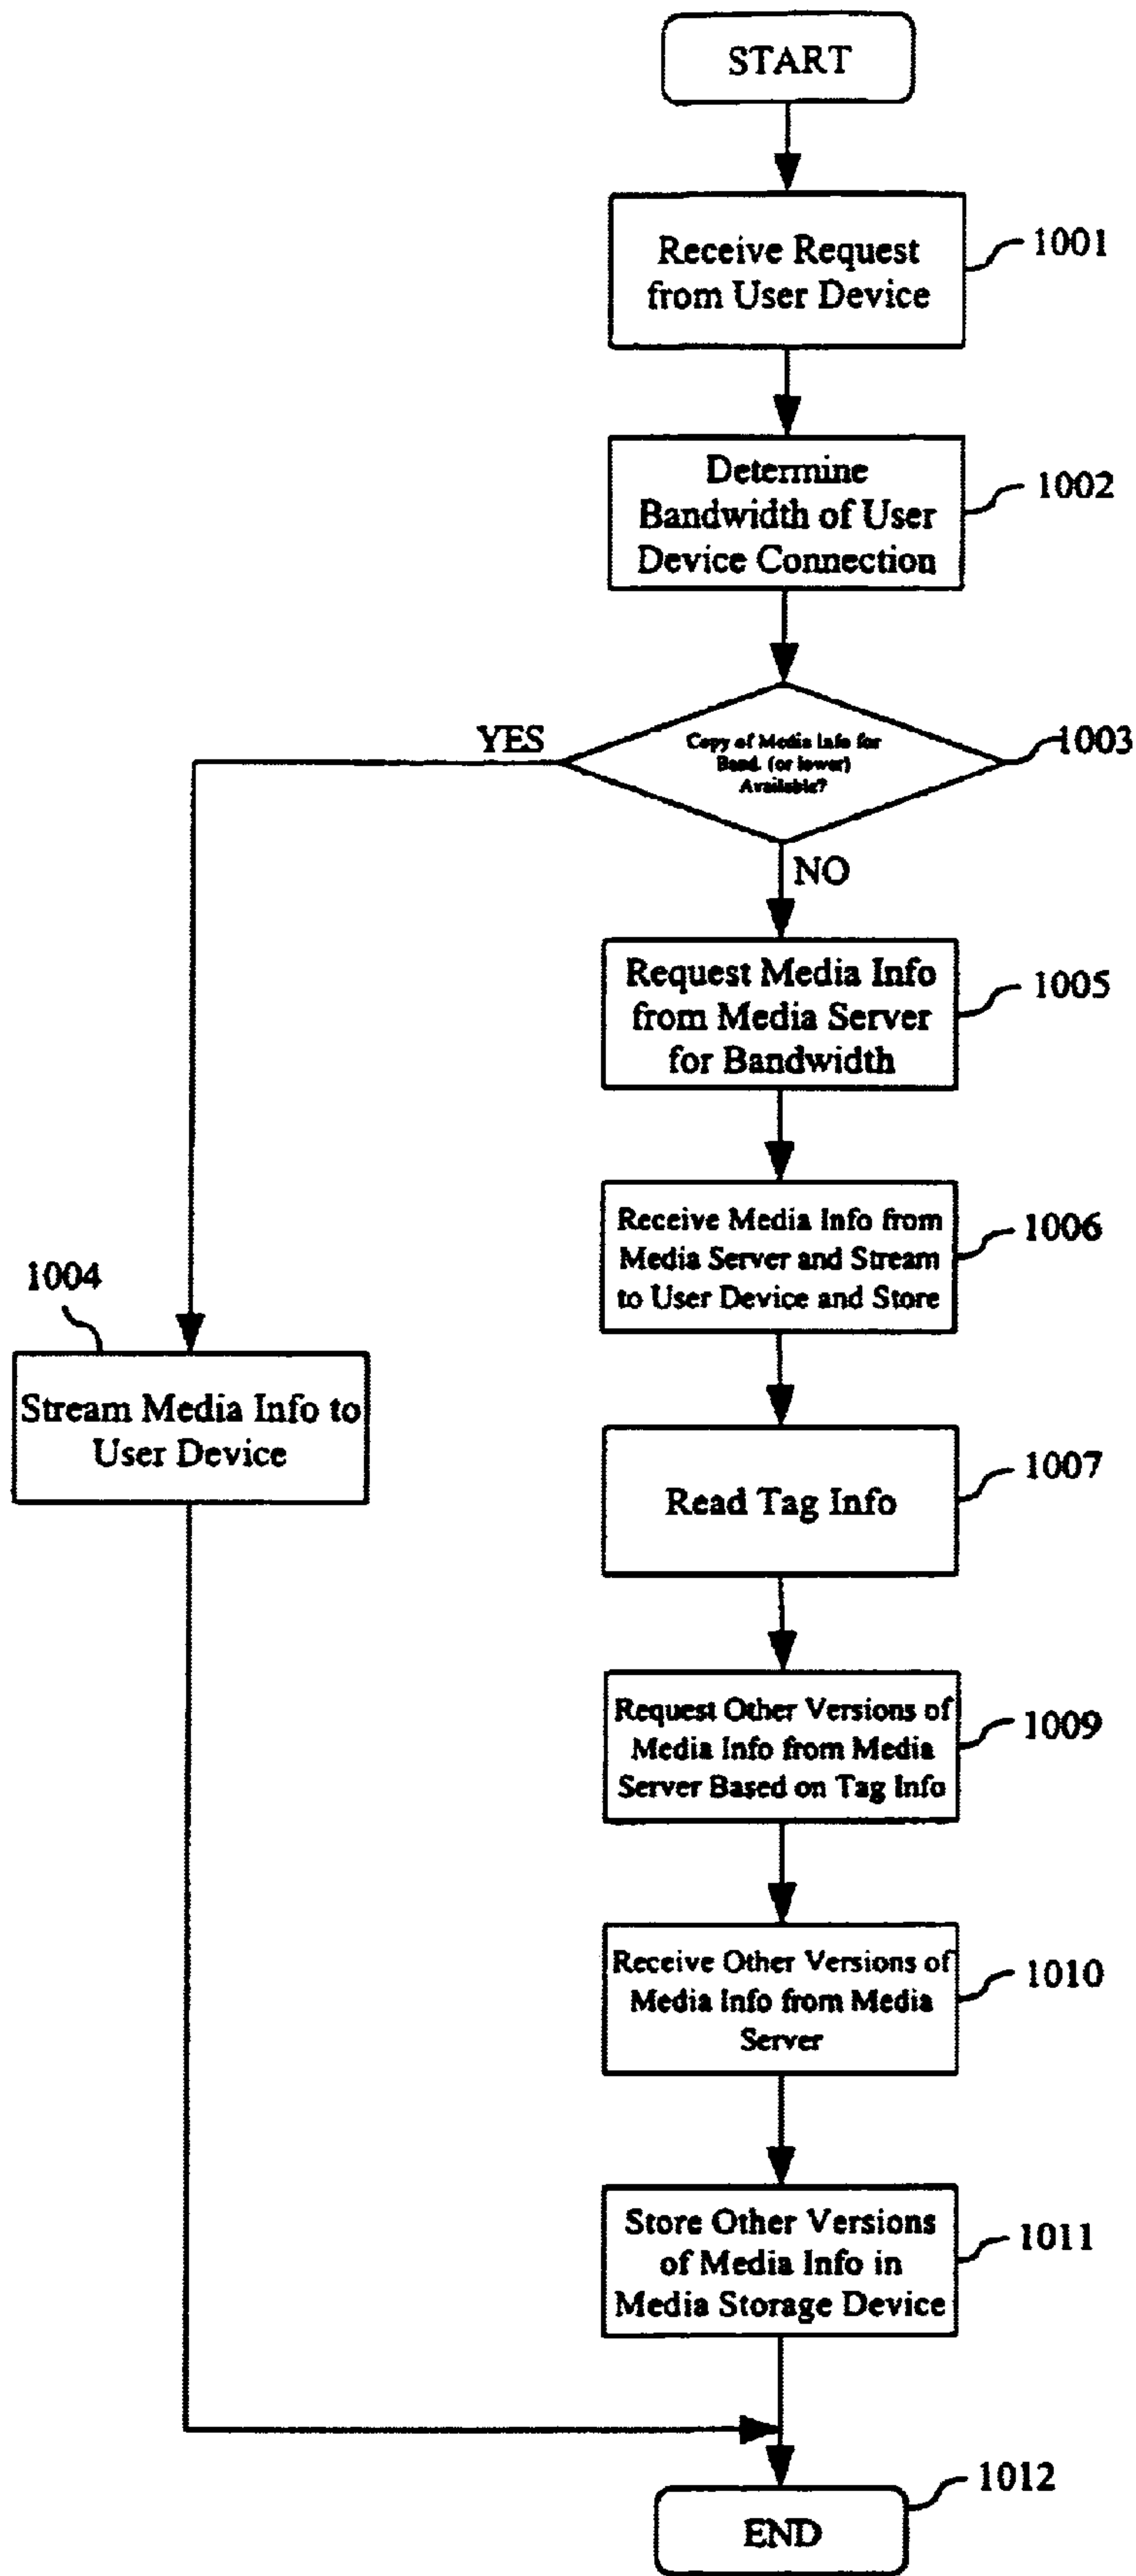 START
Receive Request
from User Device
1001
Determine
Bandwidth of User
Device Connection
1002
YES
Copy of Media Info for
Band. (or lower)
Available?
1003
NO
Request Media Info
from Media Server
for Bandwidth
1005
Receive Media Info from
Media Server and Stream
to User Device and Store
1006
1004
Stream Media Info to
User Device
Read Tag Info
1007
Request Other Versions of
Media Info from Media
Server Based on Tag Info
1009
Receive Other Versions of
Media Info from Media
Server
1010
Store Other Versions
of Media Info in
Media Storage Device
1011
END
1012